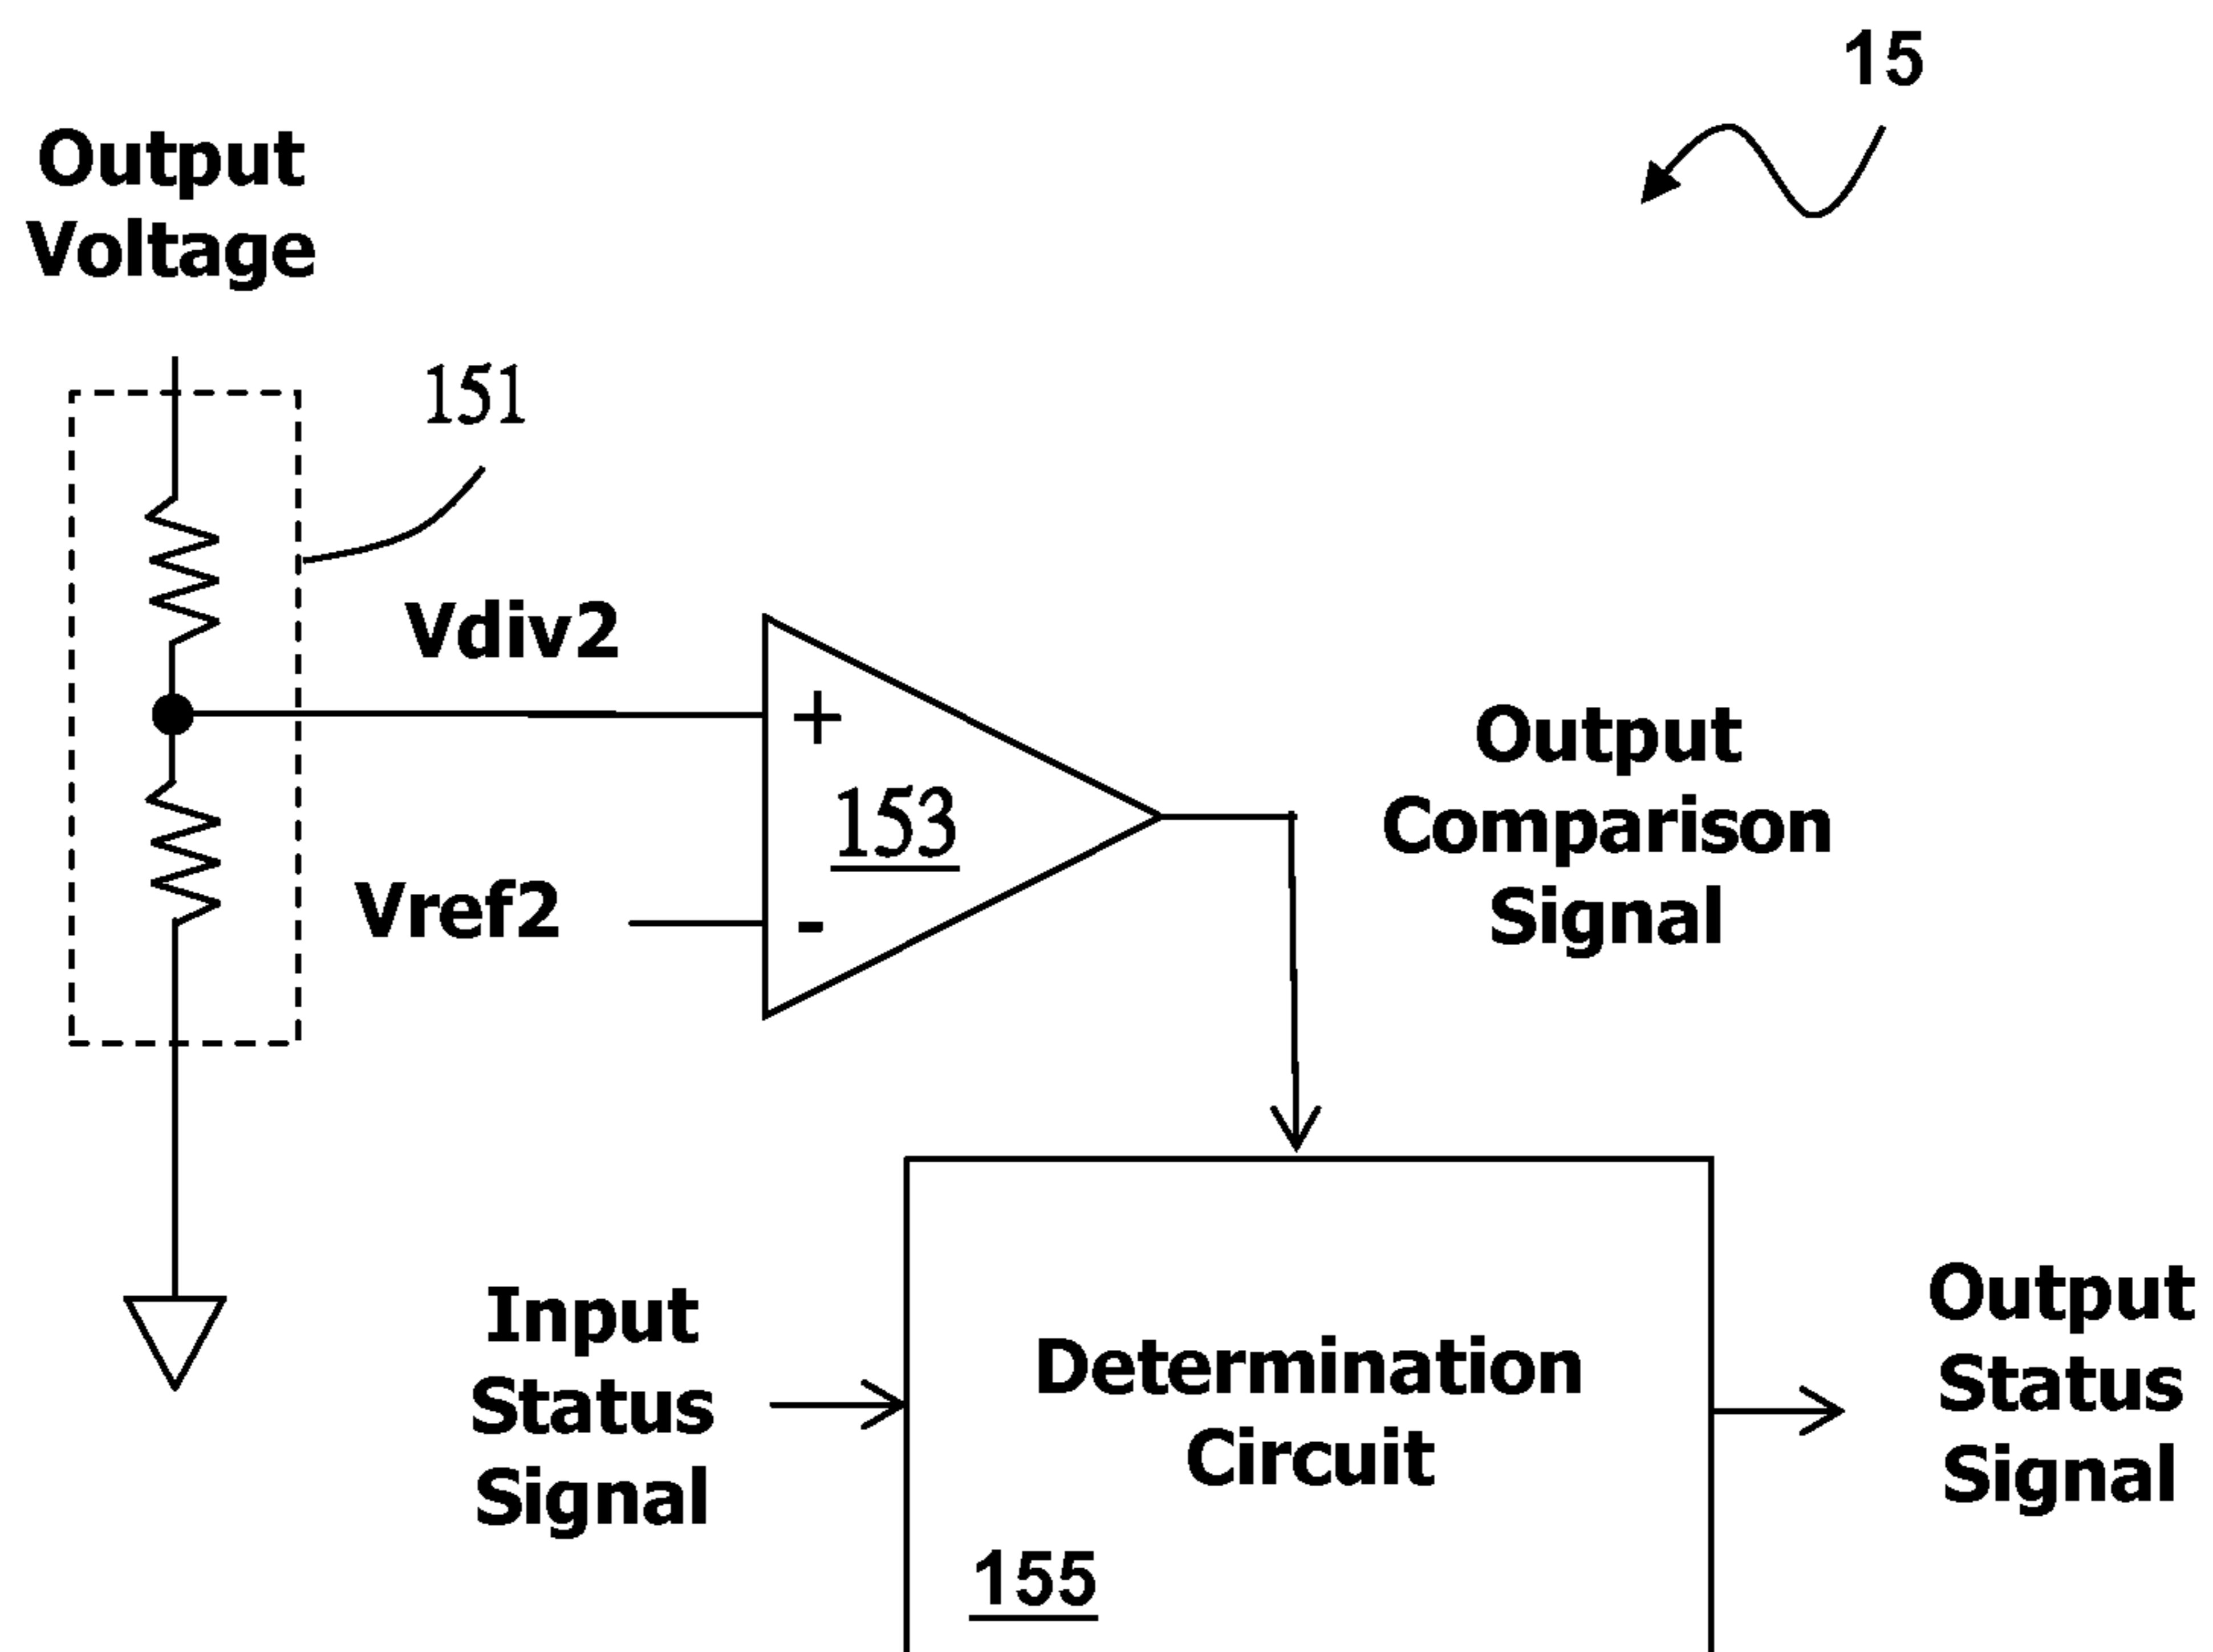 15
Output
Voltage
151
Vdiv2
+
153
Vref2
-
Output
Comparison
Signal
Input
Status
Signal
Determination
Circuit
155
Output
Status
Signal